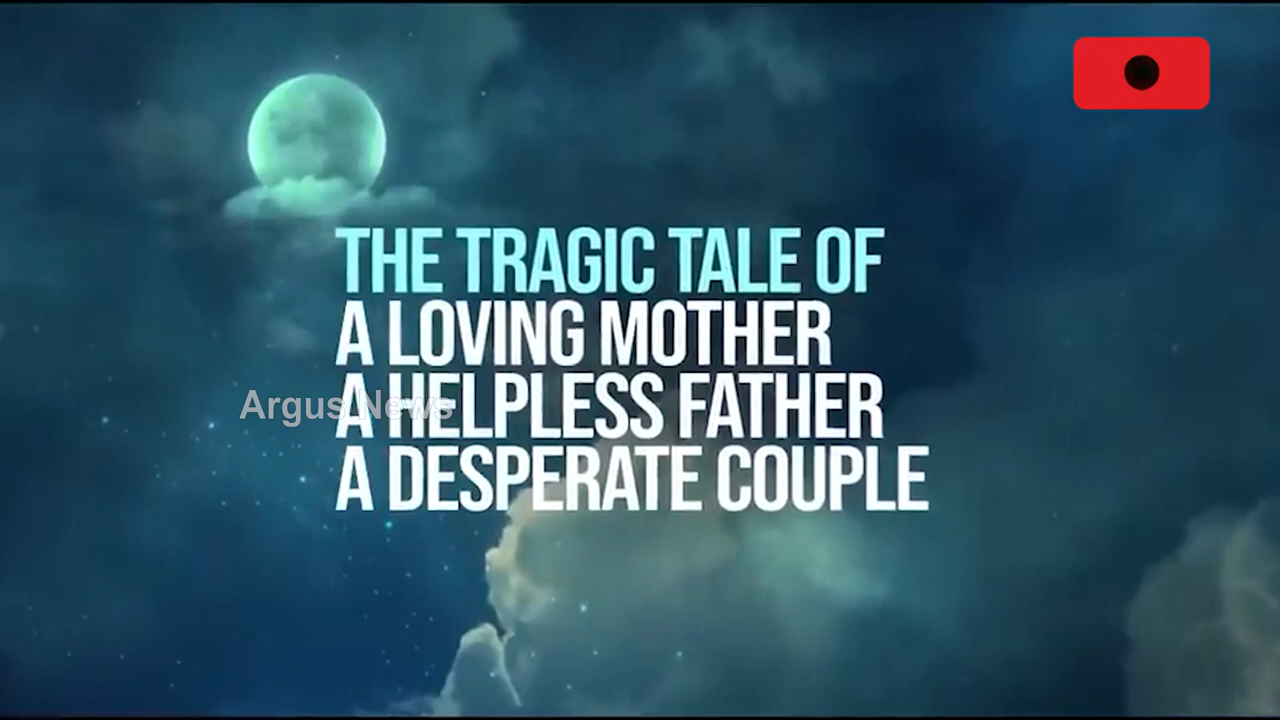 THE TRAGIC TALE OF
A LOVING MOTHER
A HELPLESS FATHER
Argus News
A DESPERATE COUPLE